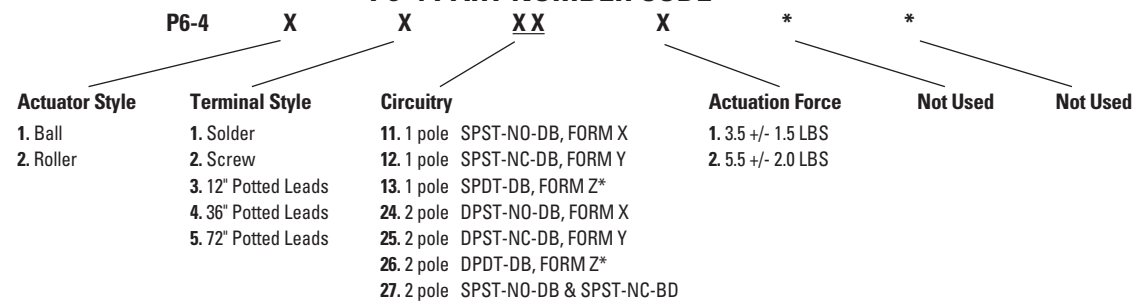 P6-4 X X XX X * *
Actuator Style Terminal Style Circuitry Actuation Force Not Used Not Used
1. Ball 1. Solder 11. 1 pole SPST-NO-DB, FORM X 1. 3.5 +/- 1.5 LBS
2. Roller 2. Screw 12. 1 pole SPST-NC-DB, FORM Y 2. 5.5 +/- 2.0 LBS
3. 12" Potted Leads 13. 1 pole SPDT-DB, FORM Z*
4. 36" Potted Leads 24. 2 pole DPST-NO-DB, FORM X
5. 72" Potted Leads 25. 2 pole DPST-NC-DB, FORM Y
26. 2 pole DPDT-DB, FORM Z*
27. 2 pole SPST-NO-DB & SPST-NC-BD